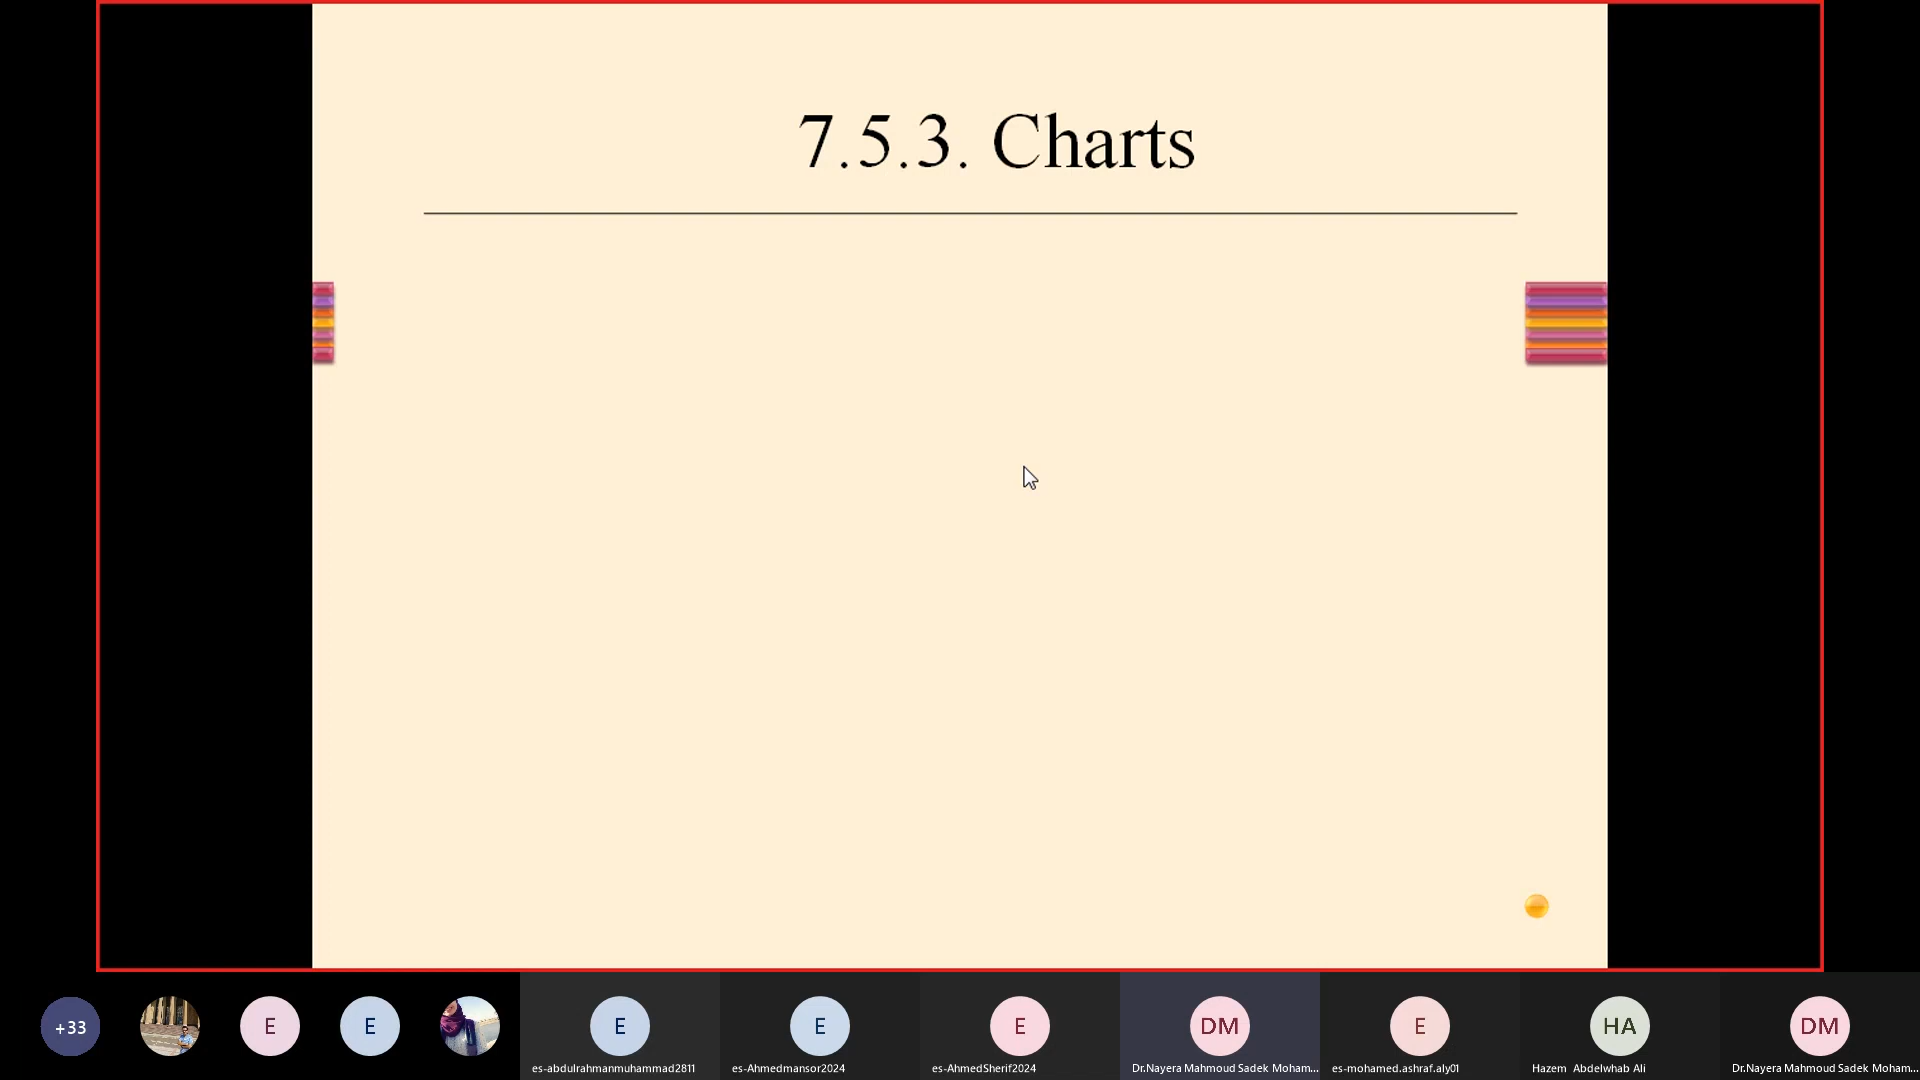 7.5.3. Charts
+33
E
E
E
es-abdulrahmanmuhammad2811
E
es-Ahmedmansor2024
E
es-AhmedSherif2024
DM
Dr.Nayera Mahmoud Sadek Moham...
E
es-mohamed.ashraf.aly01
HA
Hazem Abdelwhab Ali
DM
Dr.Nayera Mahmoud Sadek Moham...